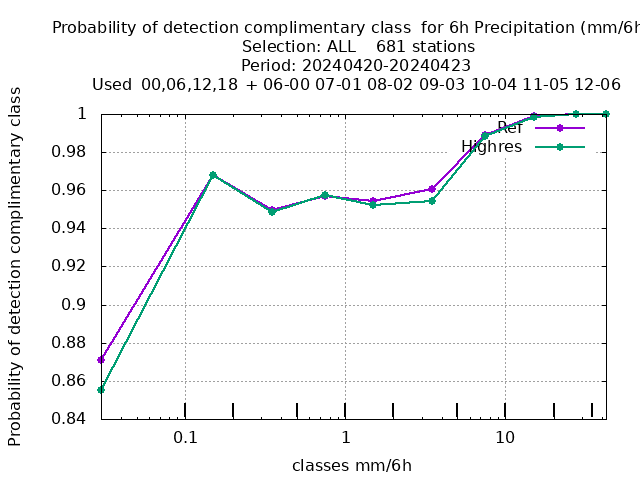 Probability of detection complimentary class  for 6h Precipitation (mm/6h
Selection: ALL    681 stations
Period: 20240420-20240423
Used  00,06,12,18  + 06-00 07-01 08-02 09-03 10-04 11-05 12-06
Probability of detection complimentary class
1
0.98
0.96
0.94
0.92
0.9
0.88
0.86
0.84
Ref
Highres
0.1
1
10
classes mm/6h